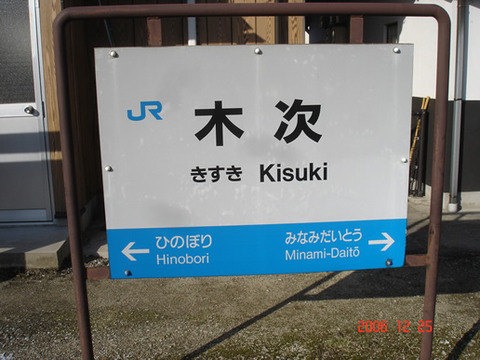 JR
木次
きすき Kisuki
← ひのぼり
Hinobori
みなみだいとう →
Minami-Daitō
2006 12 25